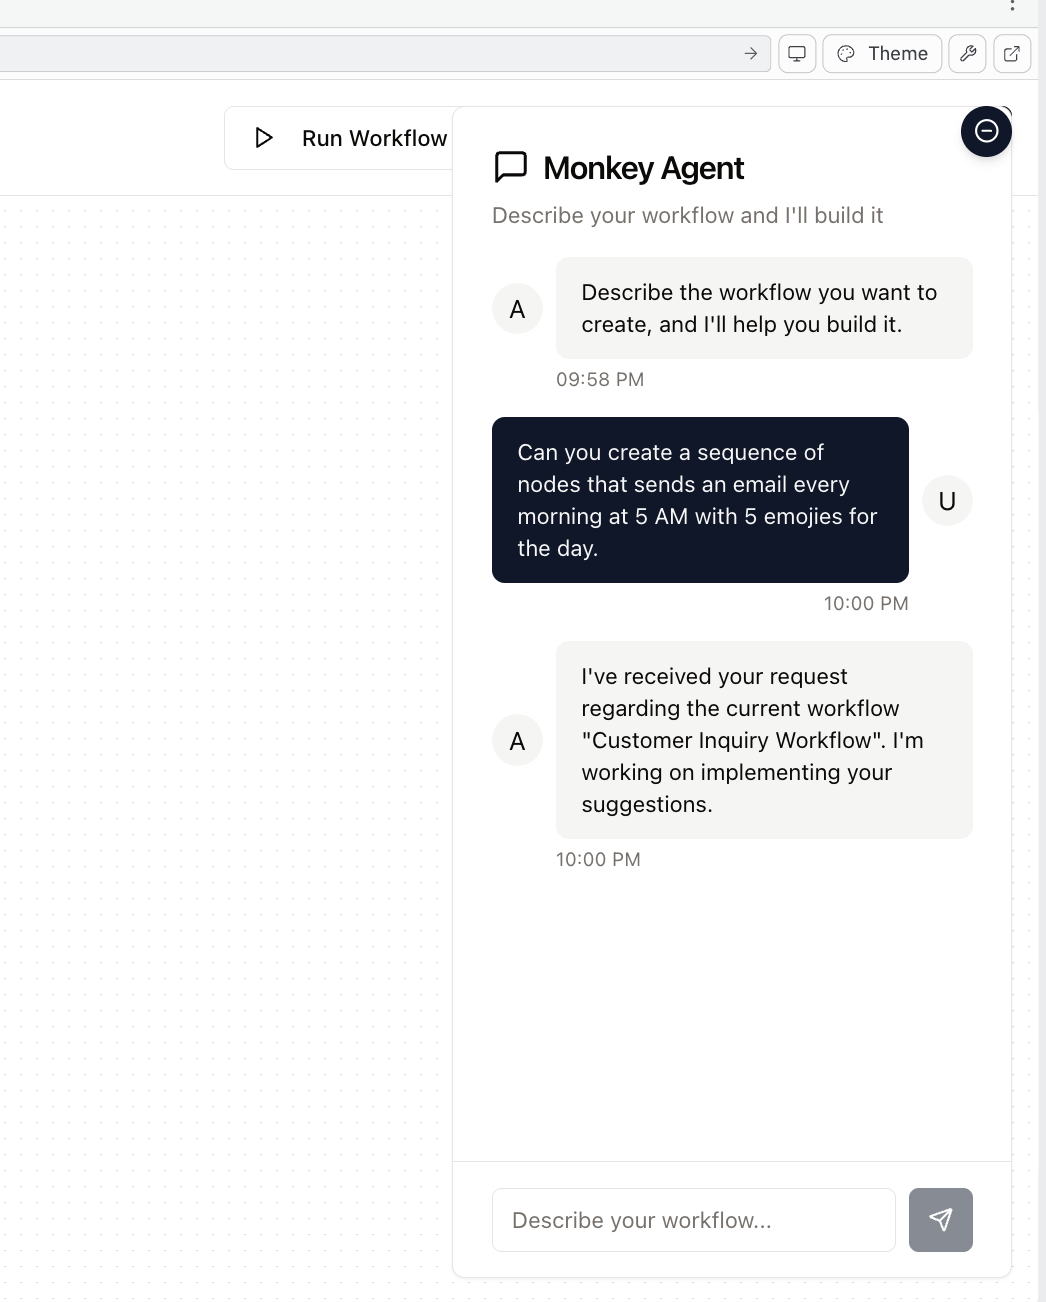 Theme
Run Workflow
Monkey Agent
Describe your workflow and I'll build it
A
Describe the workflow you want to
create, and I'll help you build it.
09:58 PM
Can you create a sequence of
nodes that sends an email every
morning at 5 AM with 5 emojies for
the day.
U
10:00 PM
A
I've received your request
regarding the current workflow
"Customer Inquiry Workflow". I'm
working on implementing your
suggestions.
10:00 PM
Describe your workflow...